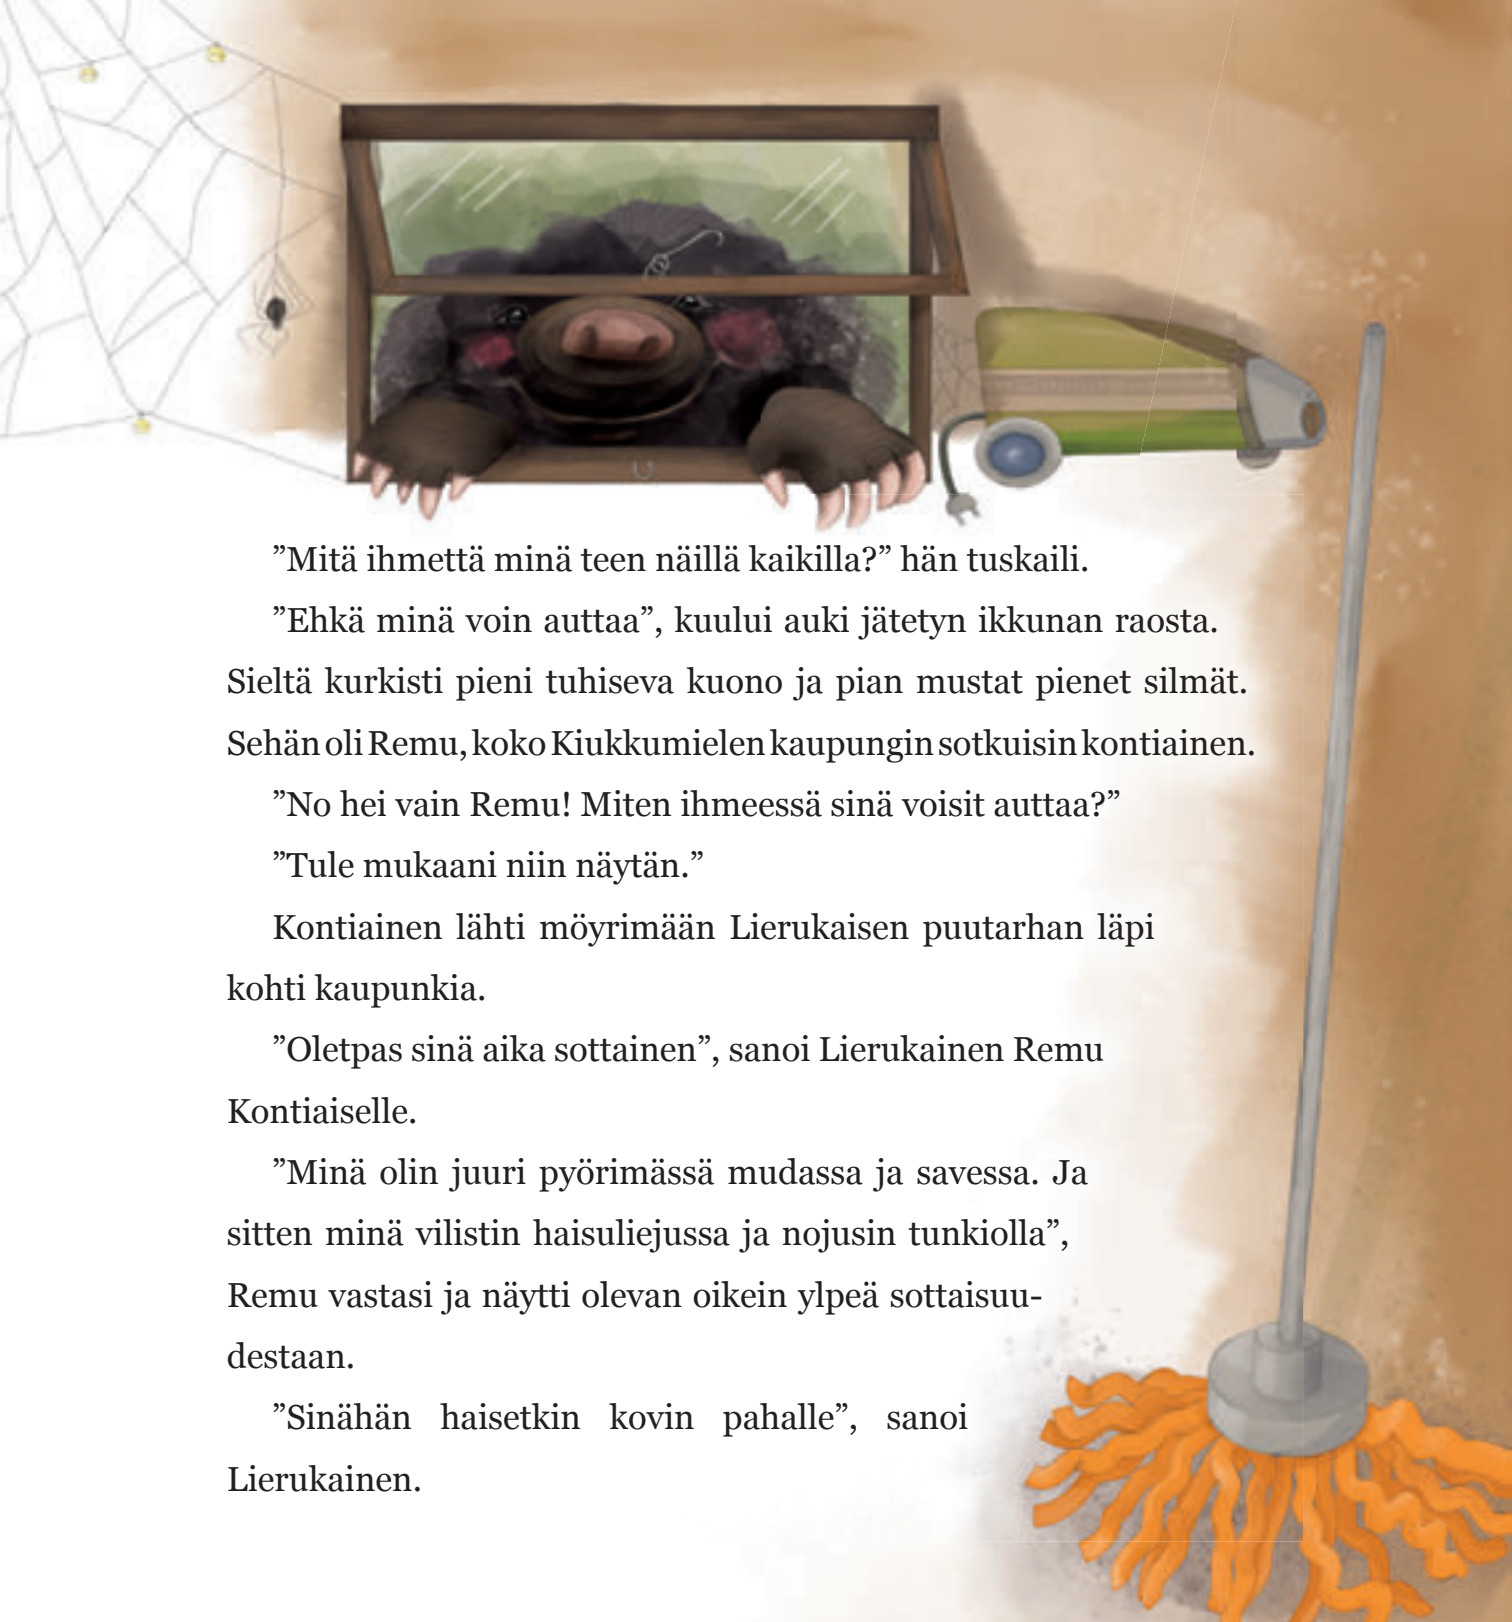 ”Mitä ihmettä minä teen näillä kaikilla?” hän tuskaili.
”Ehkä minä voin auttaa”, kuului auki jätetyn ikkunan raosta.
Sieltä kurkisti pieni tuhiseva kuono ja pian mustat pienet silmät.
Sehän oli Remu, koko Kiukkumielen kaupungin sotkuisin kontiainen.
”No hei vain Remu! Miten ihmeessä sinä voisit auttaa?”
”Tule mukaani niin näytän.”
Kontiainen lähti möyrimään Lierukaisen puutarhan läpi
kohti kaupunkia.
”Oletpas sinä aika sottainen”, sanoi Lierukainen Remu
Kontiaiselle.
”Minä olin juuri pyörimässä mudassa ja savessa. Ja
sitten minä vilistin haisuliejussa ja nojusin tunkiolla”,
Remu vastasi ja näytti olevan oikein ylpeä sottaisuu-
destaan.
”Sinähän haisetkin kovin pahalle”, sanoi
Lierukainen.